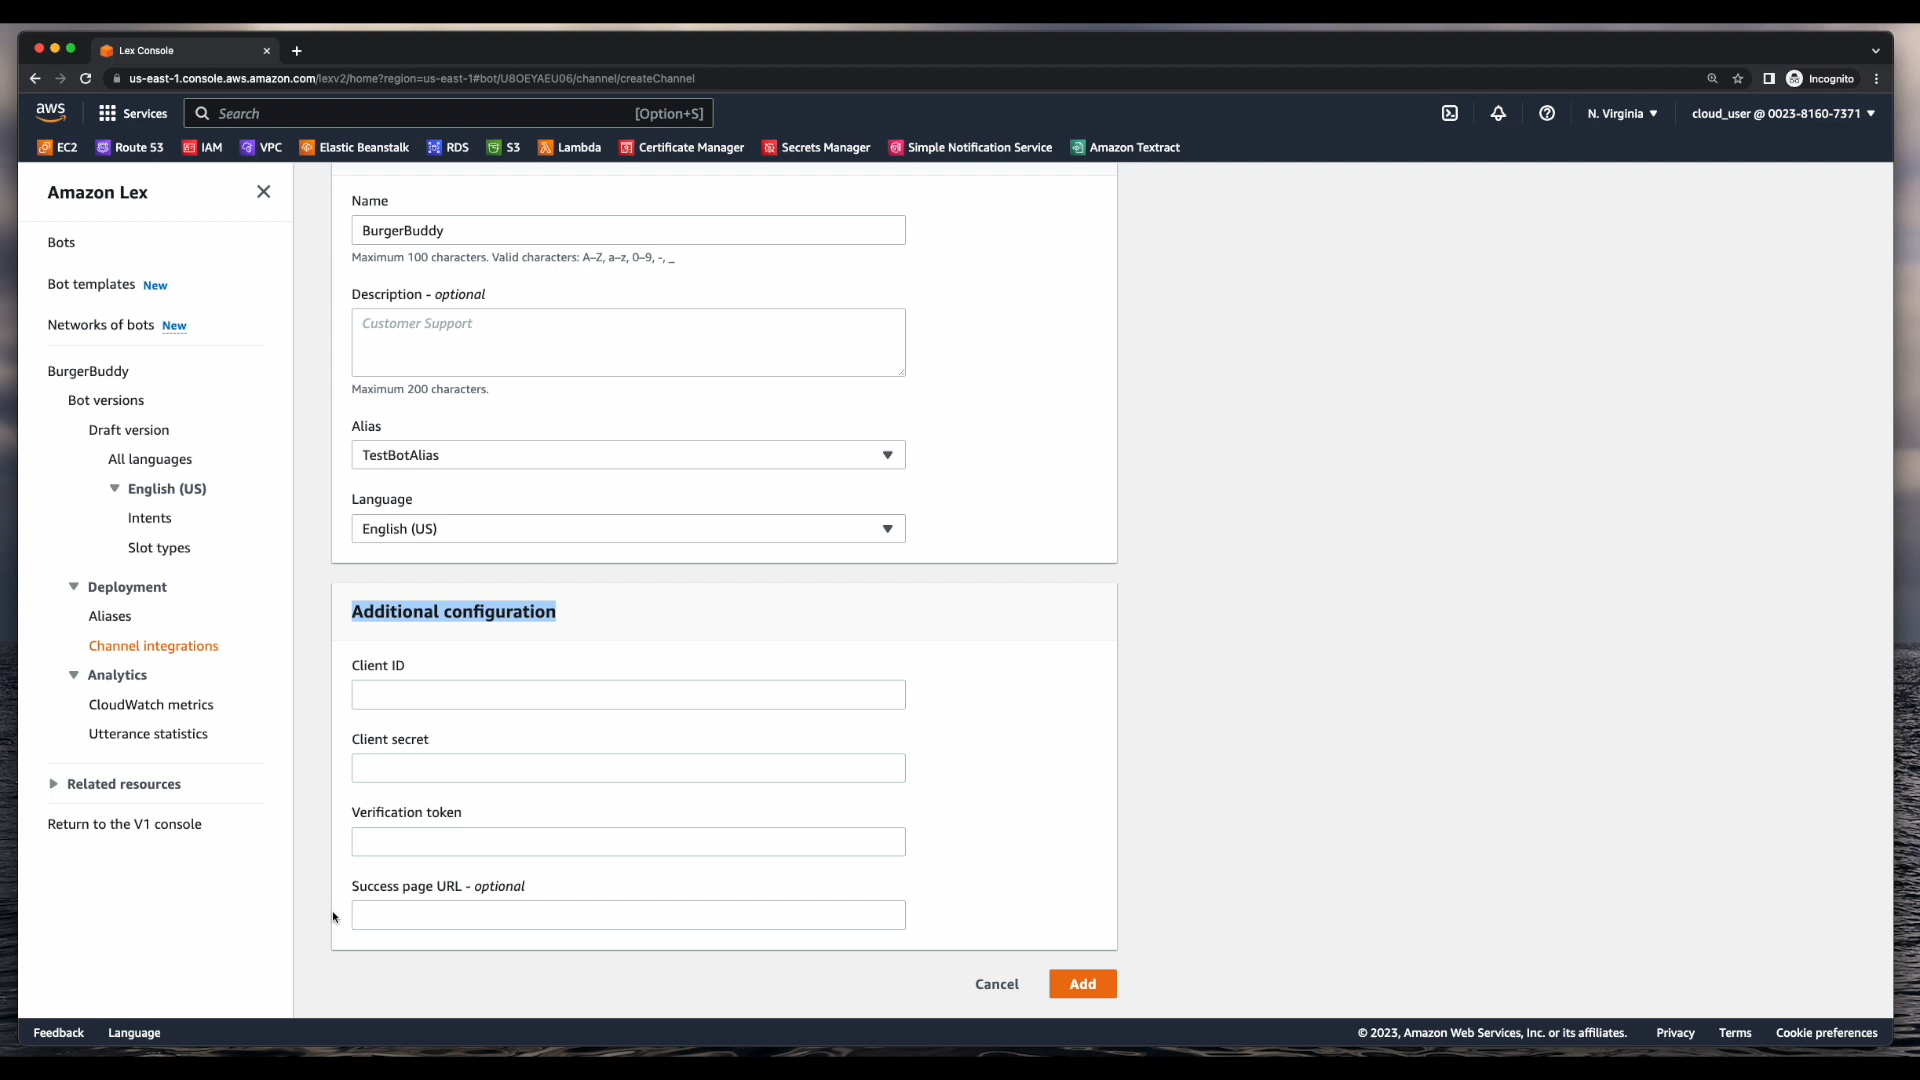 Lex Console
us-east-1.console.aws.amazon.com/lexv2/home?region=us-east-1#bot/U8OEYAEU06/channel/createChannel
Incognito
aws
Services
Search
[Option+S]
N. Virginia
cloud_user @ 0023-8160-7371
EC2
Route 53
IAM
VPC
Elastic Beanstalk
RDS
S3
Lambda
Certificate Manager
Secrets Manager
Simple Notification Service
Amazon Textract
Amazon Lex
Bots
Bot templates New
Networks of bots New
BurgerBuddy
Bot versions
Draft version
All languages
English (US)
Intents
Slot types
Deployment
Aliases
Channel integrations
Analytics
CloudWatch metrics
Utterance statistics
Related resources
Return to the V1 console
Name
BurgerBuddy
Maximum 100 characters. Valid characters: A–Z, a–z, 0–9, -, _
Description - optional
Customer Support
Maximum 200 characters.
Alias
TestBotAlias
Language
English (US)
Additional configuration
Client ID
Client secret
Verification token
Success page URL - optional
Cancel
Add
Feedback
Language
© 2023, Amazon Web Services, Inc. or its affiliates.
Privacy
Terms
Cookie preferences